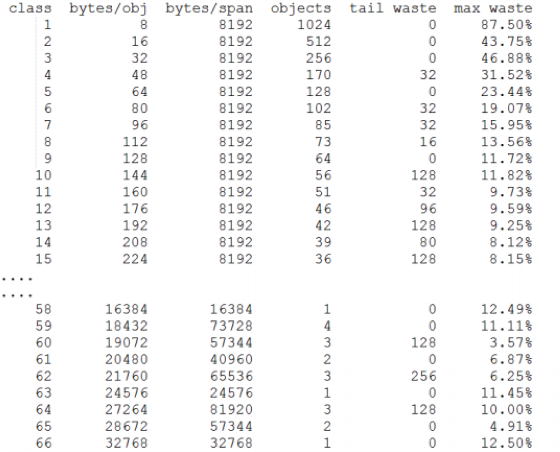 class bytes/obj bytes/span objects tail waste max waste
1 8 8192 1024 0 87.50%
2 16 8192 512 0 43.75%
3 32 8192 256 0 46.88%
4 48 8192 170 32 31.52%
5 64 8192 128 0 23.44%
6 80 8192 102 32 19.07%
7 96 8192 85 32 15.95%
8 112 8192 73 16 13.56%
9 128 8192 64 0 11.72%
10 144 8192 56 128 11.82%
11 160 8192 51 32 9.73%
12 176 8192 46 96 9.59%
13 192 8192 42 128 9.25%
14 208 8192 39 80 8.12%
15 224 8192 36 128 8.15%
....
....
58 16384 16384 1 0 12.49%
59 18432 73728 4 0 11.11%
60 19072 57344 3 128 3.57%
61 20480 40960 2 0 6.87%
62 21760 65536 3 256 6.25%
63 24576 24576 1 0 11.45%
64 27264 81920 3 128 10.00%
65 28672 57344 2 0 4.91%
66 32768 32768 1 0 12.50%